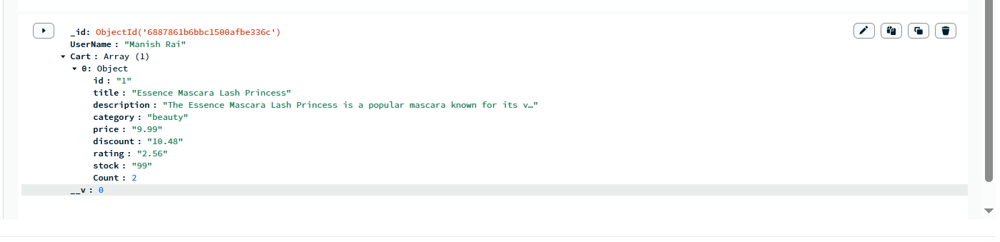 _id: ObjectId('6887861b6bbc1500afbe336c')
UserName : "Manish Rai"
Cart : Array (1)
0: Object
id : "1"
title : "Essence Mascara Lash Princess"
description : "The Essence Mascara Lash Princess is a popular mascara known for its v…"
category : "beauty"
price : "9.99"
discount : "10.48"
rating : "2.56"
stock : "99"
Count : 2
__v : 0